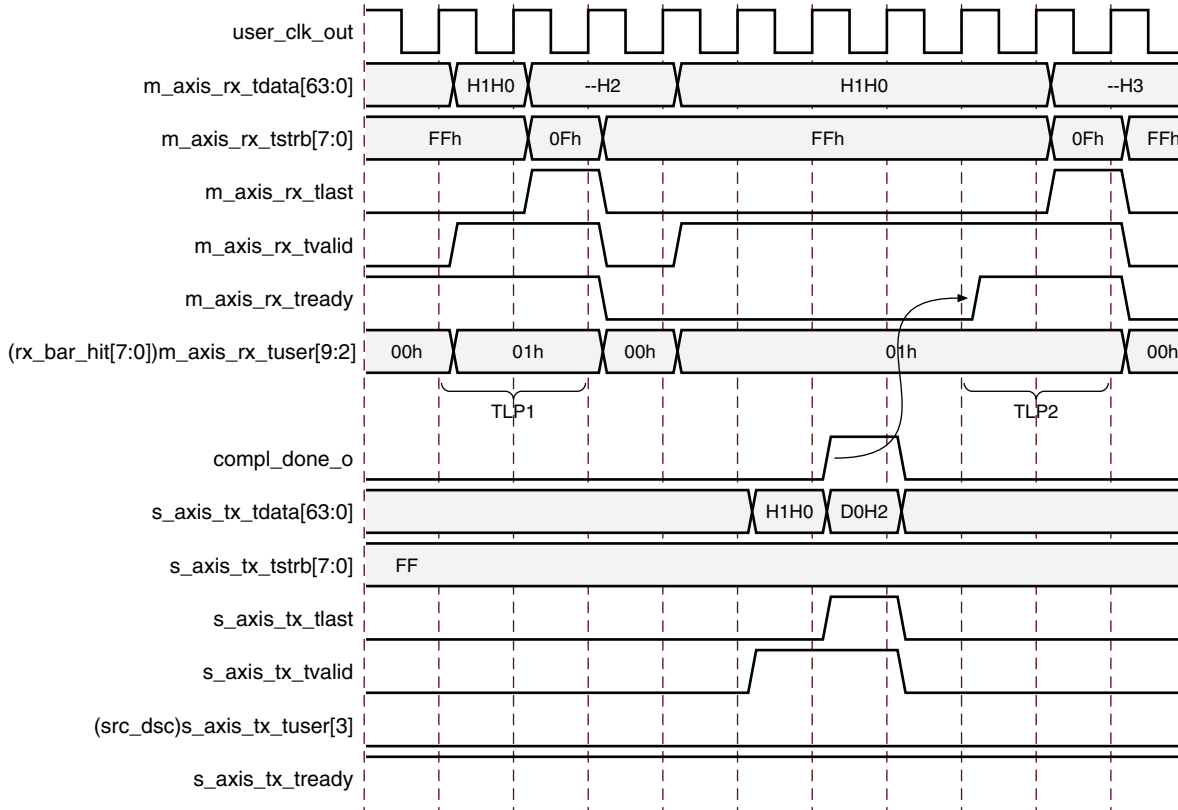 user_clk_out
m_axis_rx_tdata[63:0] H1H0 --H2 H1H0 --H3
m_axis_rx_tstrb[7:0] FFh 0Fh FFh 0Fh FFh
m_axis_rx_tlast
m_axis_rx_tvalid
m_axis_rx_tready
(rx_bar_hit[7:0])m_axis_rx_tuser[9:2] 00h 01h 00h 01h 00h
TLP1 TLP2
compl_done_o
s_axis_tx_tdata[63:0] H1H0 D0H2
s_axis_tx_tstrb[7:0] FF
s_axis_tx_tlast
s_axis_tx_tvalid
(src_dsc)s_axis_tx_tuser[3]
s_axis_tx_tready